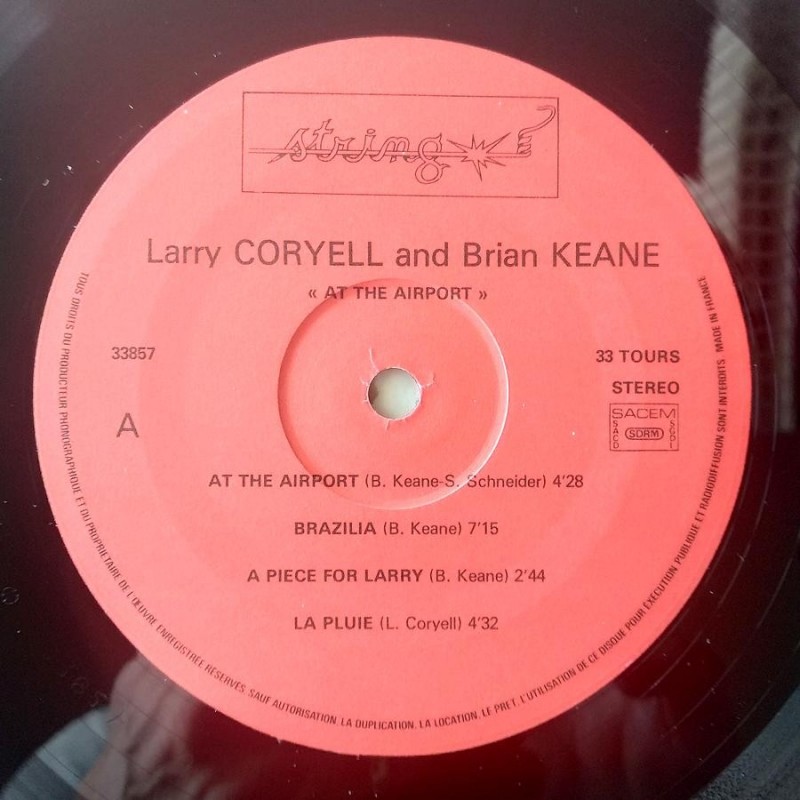 string
Larry CORYELL and Brian KEANE
« AT THE AIRPORT »
33857
33 TOURS
STEREO
A
SACEM
SACD
SDRM
SGDL
AT THE AIRPORT (B. Keane-S. Schneider) 4'28
BRAZILIA (B. Keane) 7'15
A PIECE FOR LARRY (B. Keane) 2'44
LA PLUIE (L. Coryell) 4'32
TOUS DROITS DU PRODUCTEUR PHONOGRAPHIQUE ET DU PROPRIETAIRE DE L'ŒUVRE ENREGISTREE RESERVES. SAUF AUTORISATION. LA DUPLICATION. LA LOCATION. LE PRET. L'UTILISATION DE CE DISQUE POUR EXECUTION PUBLIQUE ET RADIODIFFUSION SONT INTERDITS MADE IN FRANCE